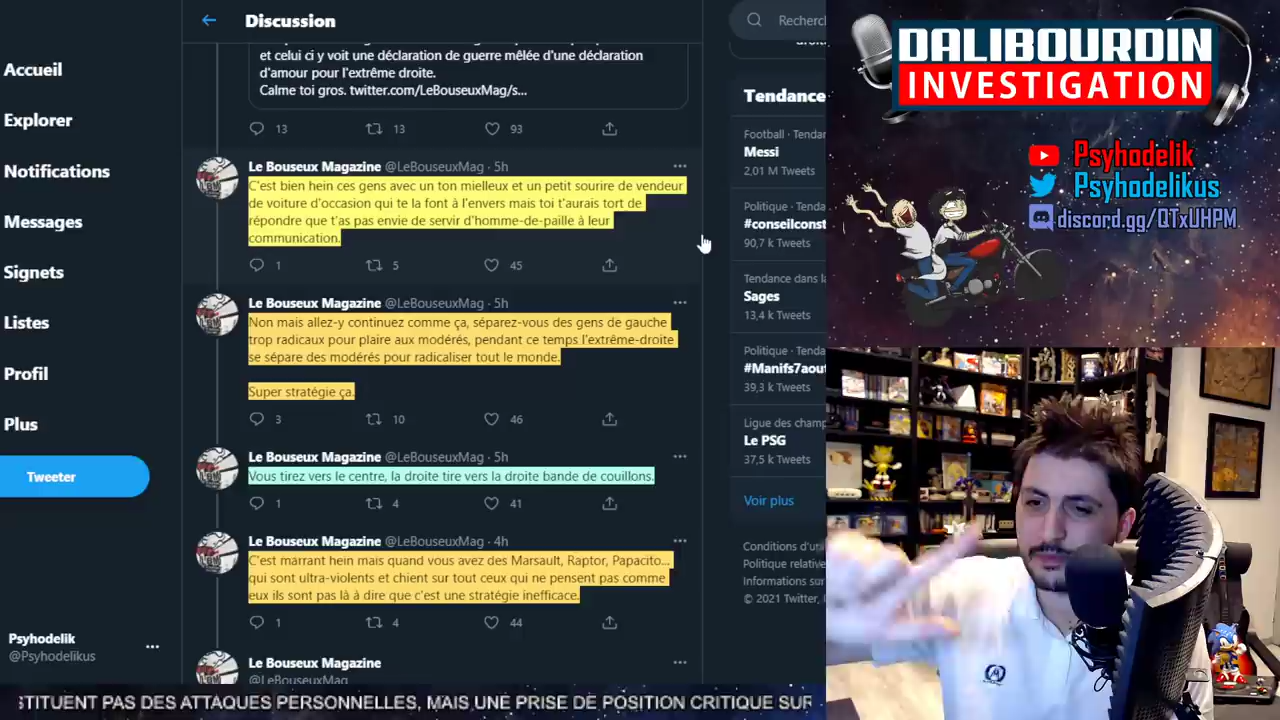 Discussion
Recherc
et celui ci y voit une déclaration de guerre mêlée d'une déclaration
d'amour pour l'extrême droite.
Calme toi gros. twitter.com/LeBouseuxMag/s...
13 13 93
Accueil
Explorer
Notifications
Messages
Signets
Listes
Profil
Plus
Tweeter
Psyhodelik
@Psyhodelikus
Le Bouseux Magazine @LeBouseuxMag · 5h
C'est bien hein ces gens avec un ton mielleux et un petit sourire de vendeur
de voiture d'occasion qui te la font à l'envers mais toi t'aurais tort de
répondre que t'as pas envie de servir d'homme-de-paille à leur
communication.
1 5 45
Le Bouseux Magazine @LeBouseuxMag · 5h
Non mais allez-y continuez comme ça, séparez-vous des gens de gauche
trop radicaux pour plaire aux modérés, pendant ce temps l'extrême-droite
se sépare des modérés pour radicaliser tout le monde.
Super stratégie ça.
3 10 46
Le Bouseux Magazine @LeBouseuxMag · 5h
Vous tirez vers le centre, la droite tire vers la droite bande de couillons.
1 4 41
Le Bouseux Magazine @LeBouseuxMag · 4h
C'est marrant hein mais quand vous avez des Marsault, Raptor, Papacito...
qui sont ultra-violents et chient sur tout ceux qui ne pensent pas comme
eux ils sont pas là à dire que c'est une stratégie inefficace.
1 4 44
Le Bouseux Magazine
@LeBouseuxMag
Tendance
Football · Tenda
Messi
2,01 M Tweets
Politique · Tenda
#conseilconst
90,7 k Tweets
Tendance dans la
Sages
13,4 k Tweets
Politique · Tenda
#Manifs7aout
39,3 k Tweets
Ligue des champ
Le PSG
37,5 k Tweets
Voir plus
Conditions d'uti
Politique relative
Informations sur
© 2021 Twitter, I
DALIBOURDIN
INVESTIGATION
Psyhodelik
Psyhodelikus
discord.gg/QTxUHPM
STITUENT PAS DES ATTAQUES PERSONNELLES, MAIS UNE PRISE DE POSITION CRITIQUE SUR